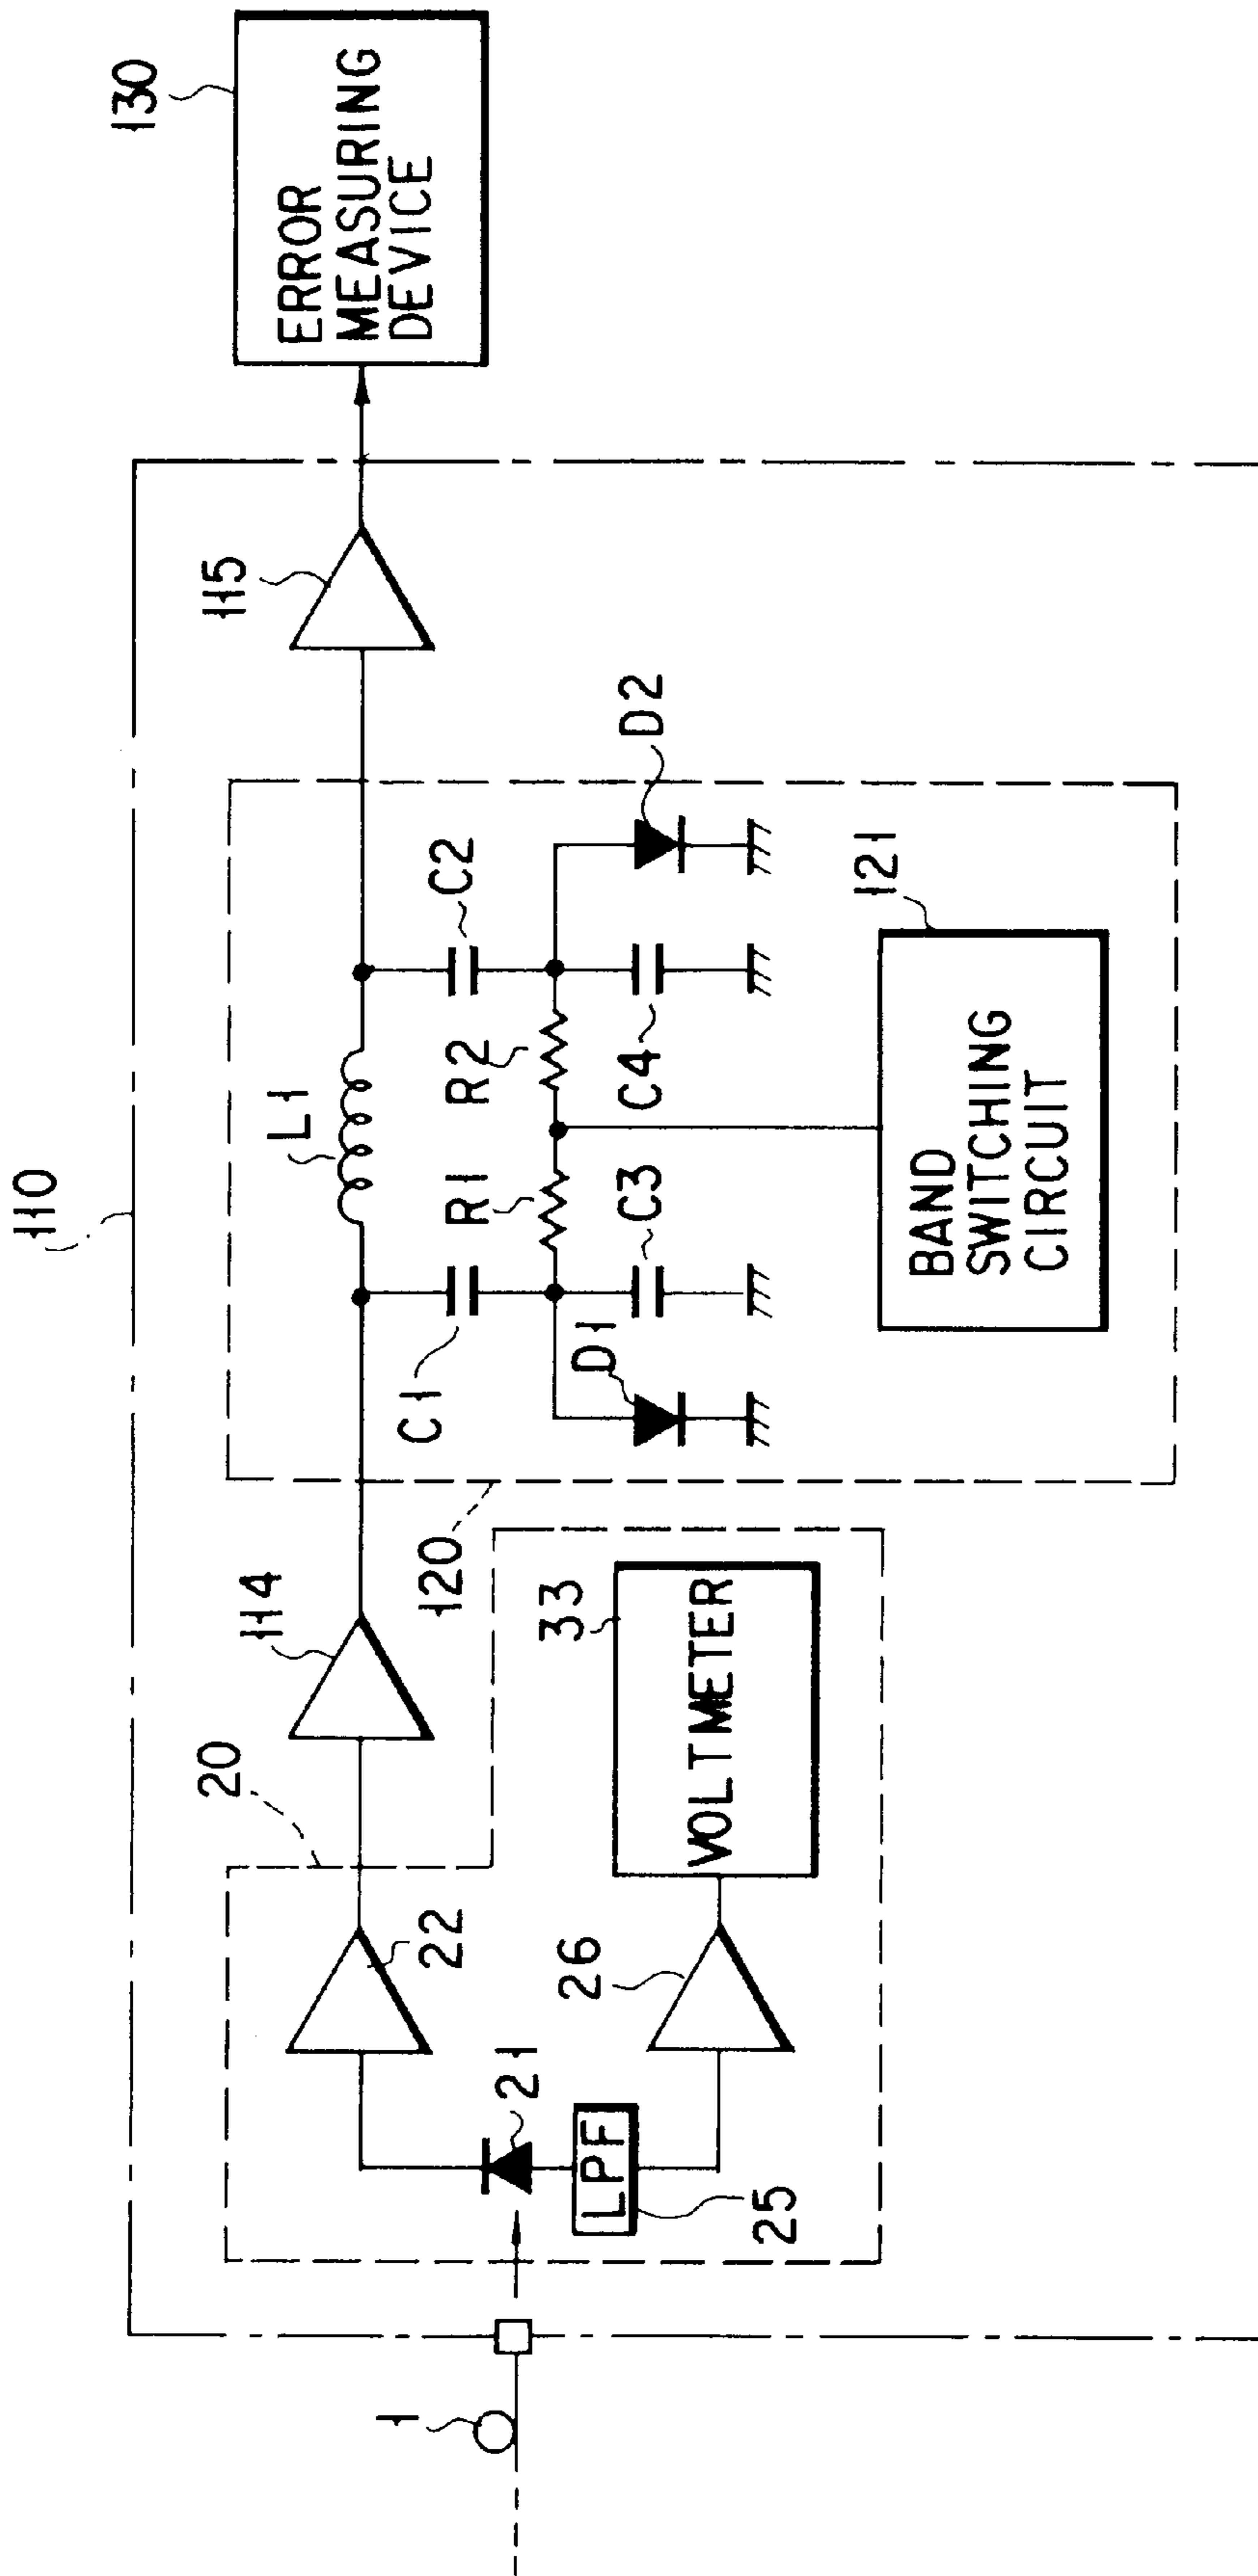 110
130
ERROR
MEASURING
DEVICE
115
114
20
22
L1
C1
C2
R1
R2
D1
D2
C3
C4
120
121
BAND
SWITCHING
CIRCUIT
1
21
LPF
25
26
33
VOLTMETER